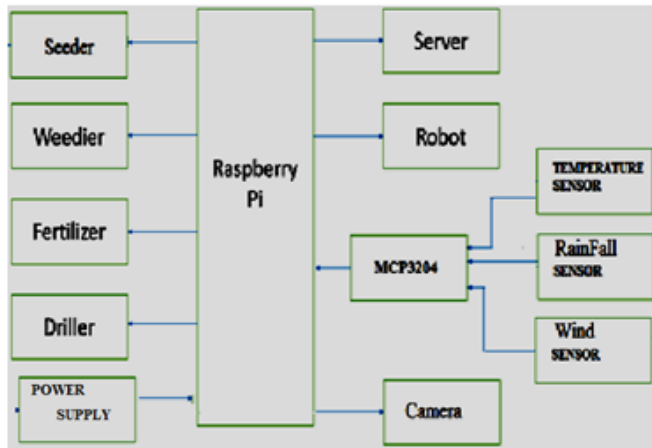 Seeder
Server
Weedier
Robot
Raspberry
Pi
TEMPERATURE
SENSOR
Fertilizer
MCP3204
RainFall
SENSOR
Driller
Wind
SENSOR
POWER
SUPPLY
Camera